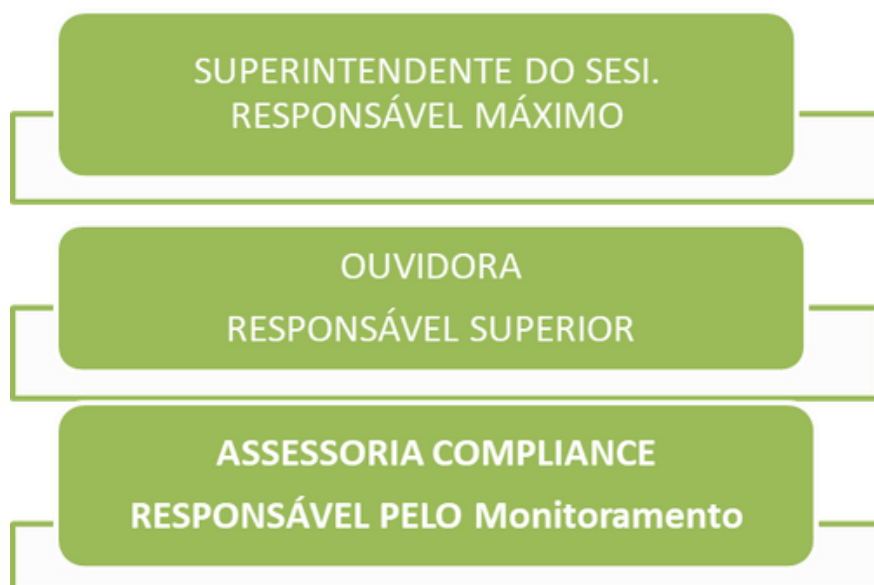 SUPERINTENDENTE DO SESI.
RESPONSÁVEL MÁXIMO
OUVIDORA
RESPONSÁVEL SUPERIOR
ASSESSORIA COMPLIANCE
RESPONSÁVEL PELO Monitoramento